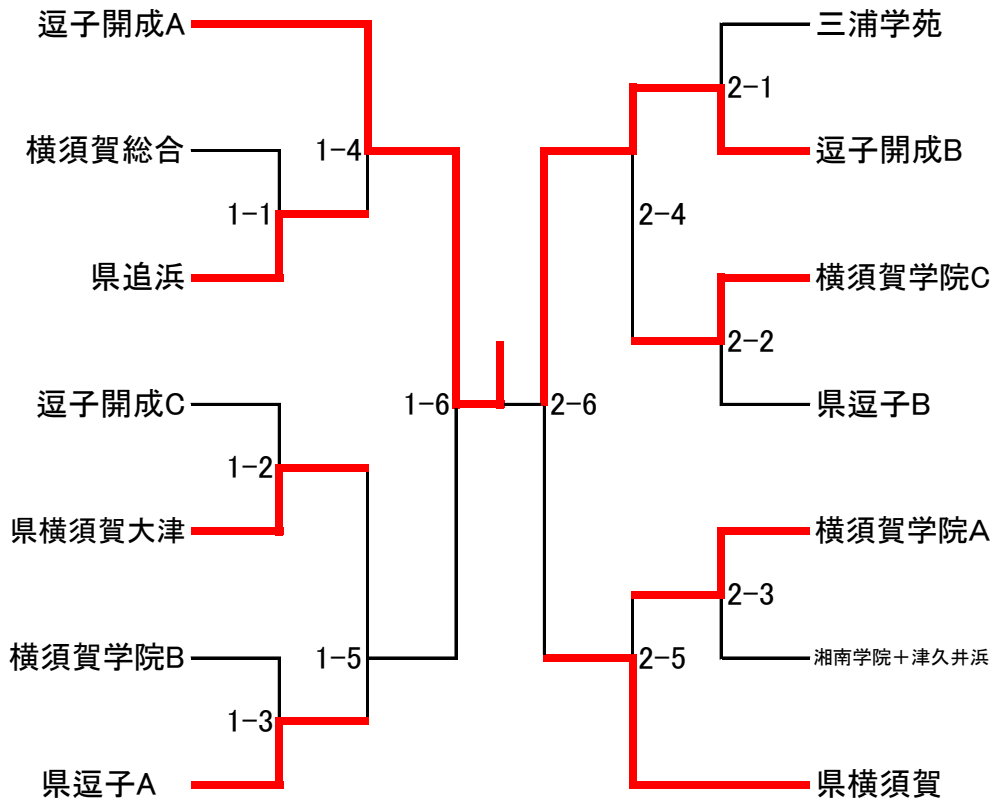 逗子開成A
横須賀総合
1-4
1-1
県追浜
逗子開成C
1-6
1-2
県横須賀大津
横須賀学院B
1-5
1-3
県逗子A
三浦学苑
2-1
逗子開成B
2-4
横須賀学院C
2-2
県逗子B
2-6
横須賀学院A
2-3
湘南学院+津久井浜
2-5
県横須賀